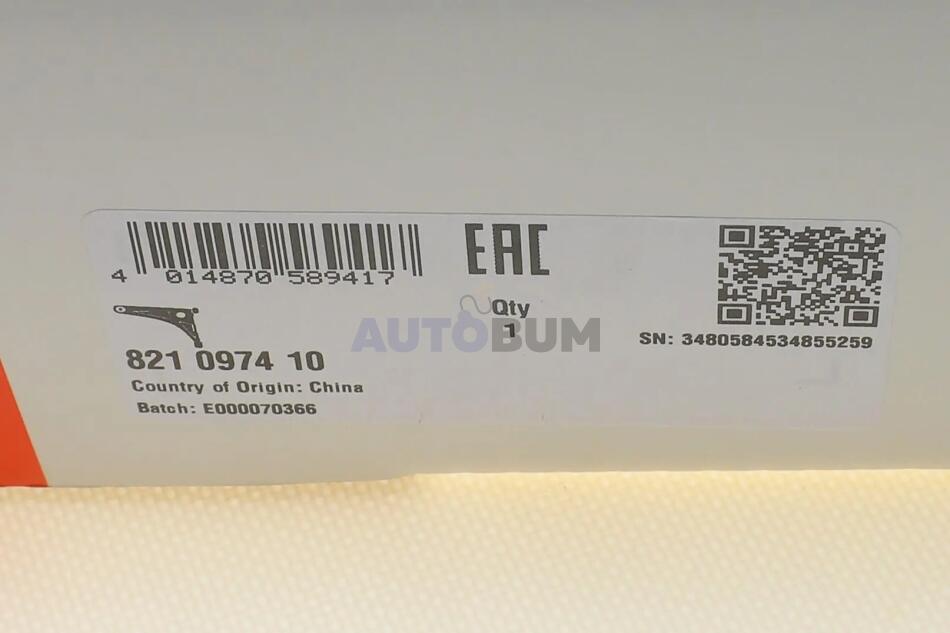 EAC
4 014870 589417
Qty
1
AUTOBUM
SN: 3480584534855259
821 0974 10
Country of Origin: China
Batch: E000070366